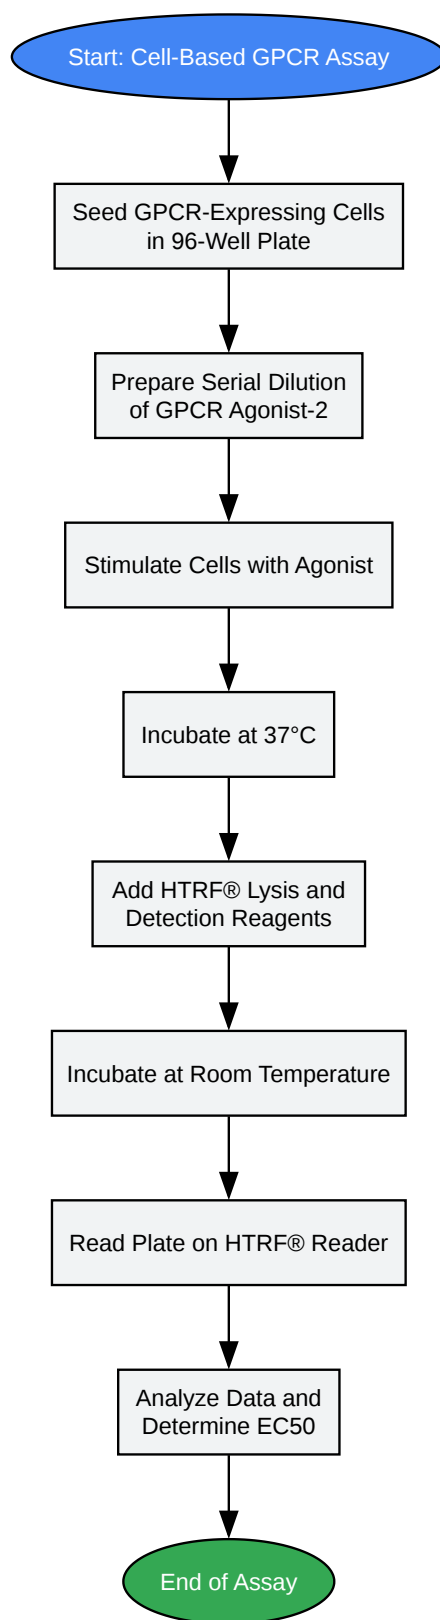 Start: Cell-Based GPCR Assay
Seed GPCR-Expressing Cells
in 96-Well Plate
Prepare Serial Dilution
of GPCR Agonist-2
Stimulate Cells with Agonist
Incubate at 37°C
Add HTRF® Lysis and
Detection Reagents
Incubate at Room Temperature
Read Plate on HTRF® Reader
Analyze Data and
Determine EC50
End of Assay